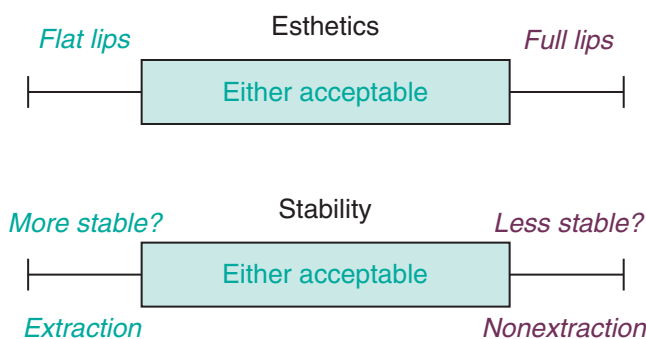 Esthetics
Flat lips
Full lips
Either acceptable
Stability
More stable?
Less stable?
Either acceptable
Extraction
Nonextraction